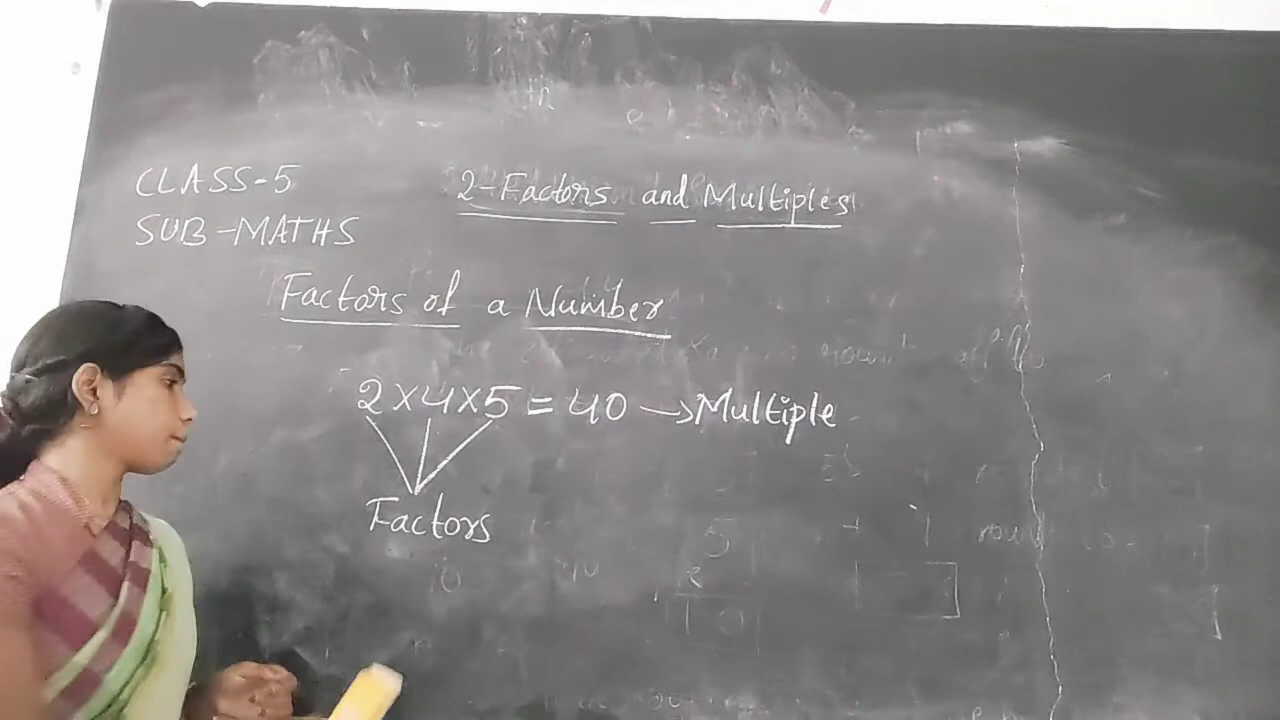 CLASS-5
2-Factors and Multiples
SUB-MATHS
Factors of a Number
2×4×5=40→Multiple
Factors